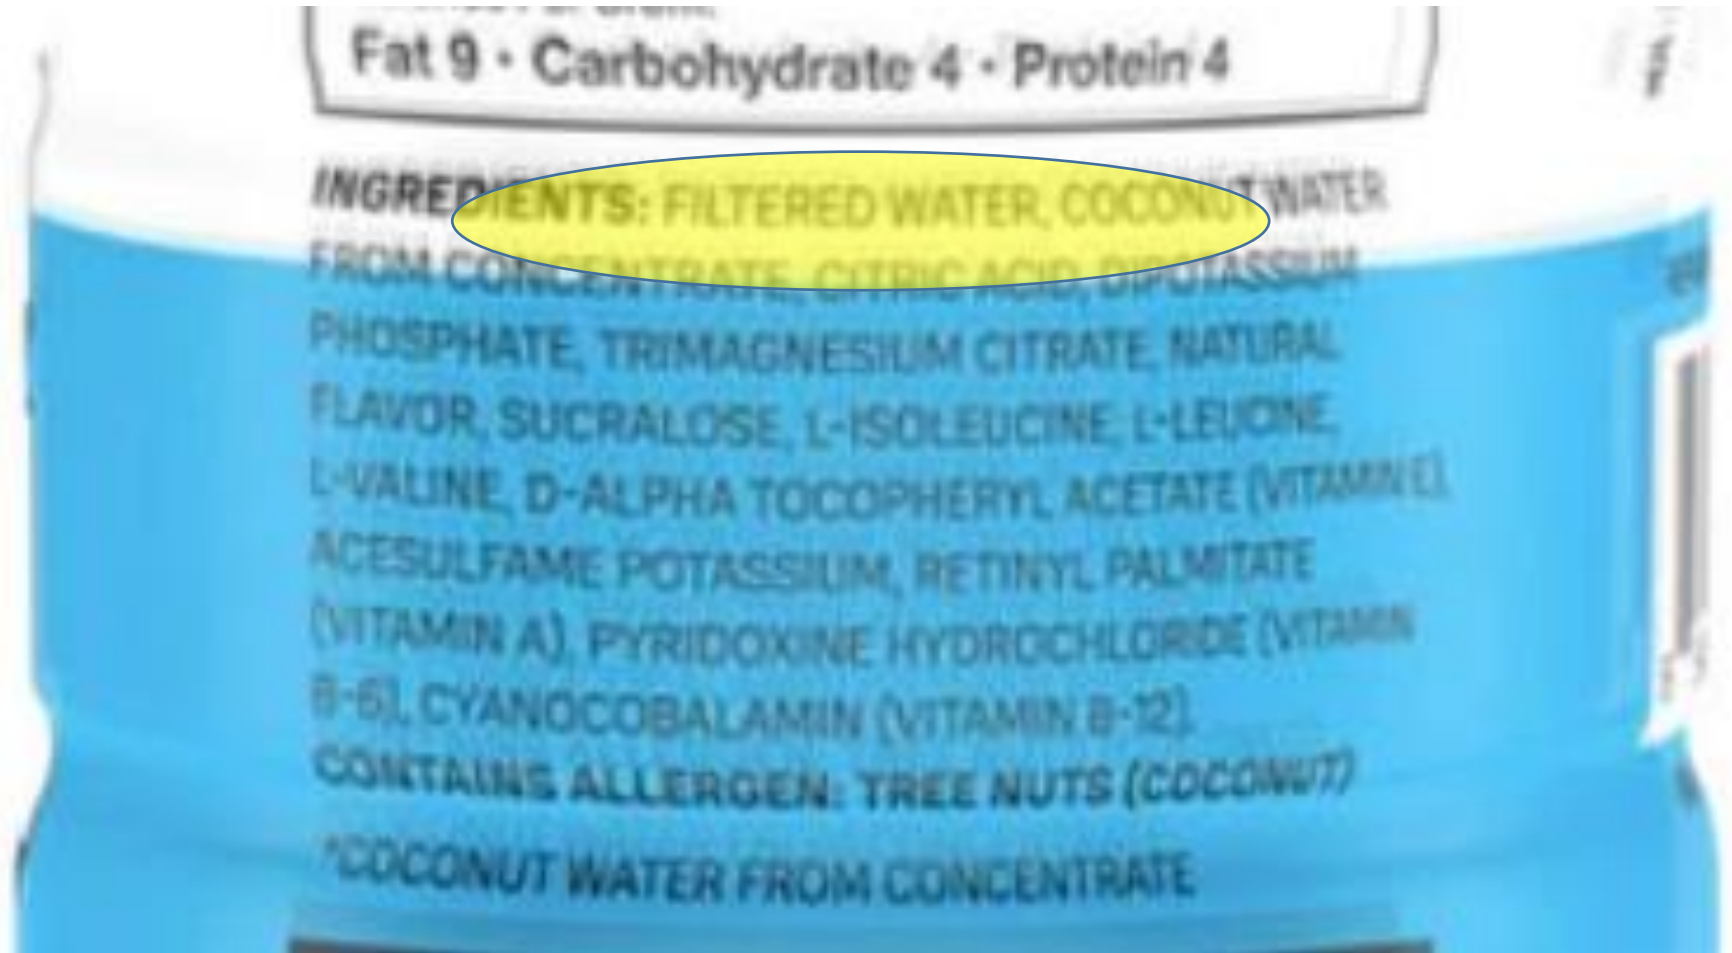 Fat 9 • Carbohydrate 4 • Protein 4
INGREDIENTS: FILTERED WATER, COCONUT WATER
FROM CONCENTRATE, CITRIC ACID, DIPOTASSIUM
PHOSPHATE, TRIMAGNESIUM CITRATE, NATURAL
FLAVOR, SUCRALOSE, L-ISOLEUCINE, L-LEUCINE,
L-VALINE, D-ALPHA TOCOPHERYL ACETATE (VITAMIN E),
ACESULFAME POTASSIUM, RETINYL PALMITATE
(VITAMIN A), PYRIDOXINE HYDROCHLORIDE (VITAMIN
B-6), CYANOCOBALAMIN (VITAMIN B-12).
CONTAINS ALLERGEN: TREE NUTS (COCONUT)
*COCONUT WATER FROM CONCENTRATE